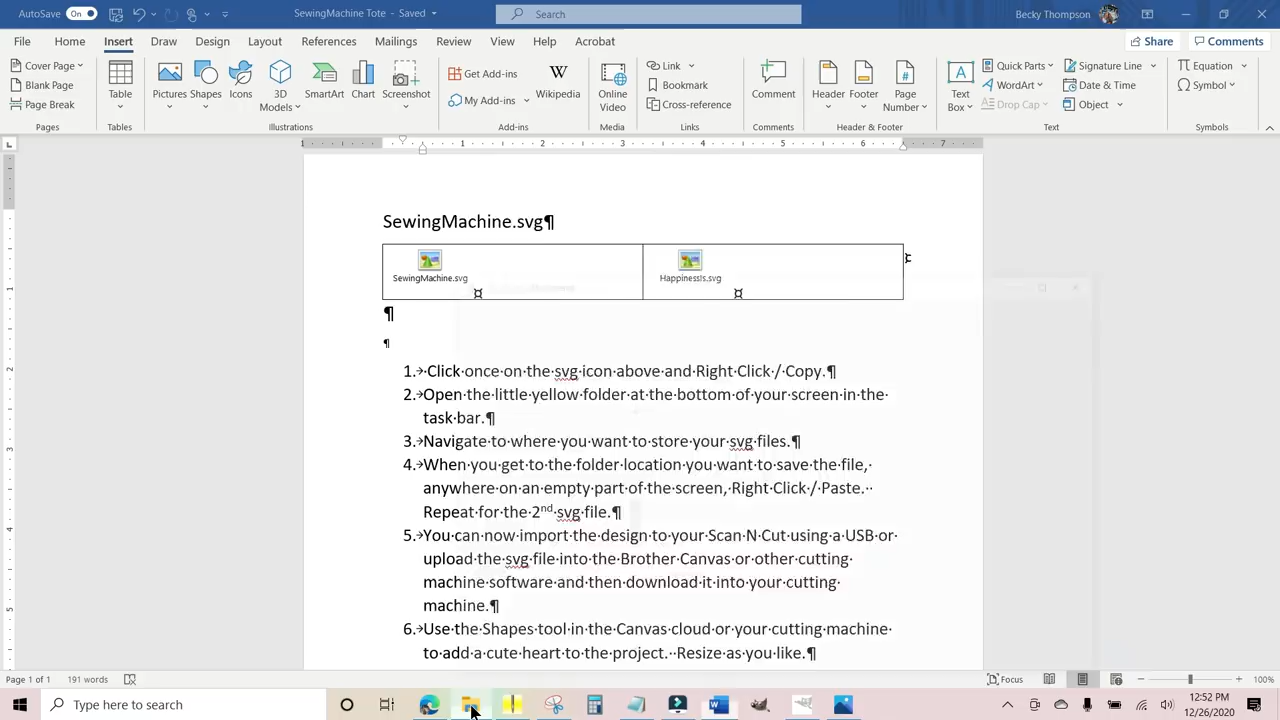 AutoSave On SewingMachine Tote - Saved Search Becky Thompson
File Home Insert Draw Design Layout References Mailings Review View Help Acrobat Share Comments
Cover Page
Blank Page
Page Break
Pages
Table
Tables
Pictures Shapes Icons 3D Models SmartArt Chart Screenshot
Illustrations
Get Add-ins
My Add-ins
Wikipedia
Add-ins
Online Video
Media
Link
Bookmark
Cross-reference
Links
Comment
Comments
Header Footer Page Number
Header & Footer
Text Box
Quick Parts
WordArt
Drop Cap
Signature Line
Date & Time
Object
Text
Equation
Symbol
Symbols
1 1 2 3 4 5 6 7
SewingMachine.svg¶
SewingMachine.svg HappinessIs.svg
1. Click once on the svg icon above and Right Click / Copy.¶
2. Open the little yellow folder at the bottom of your screen in the
task bar.¶
3. Navigate to where you want to store your svg files.¶
4. When you get to the folder location you want to save the file,
anywhere on an empty part of the screen, Right Click / Paste.
Repeat for the 2nd svg file.¶
5. You can now import the design to your Scan N Cut using a USB or
upload the svg file into the Brother Canvas or other cutting
machine software and then download it into your cutting
machine.¶
6. Use the Shapes tool in the Canvas cloud or your cutting machine
to add a cute heart to the project. Resize as you like.¶
Page 1 of 1 191 words Focus 100%
Type here to search 12:52 PM
12/26/2020